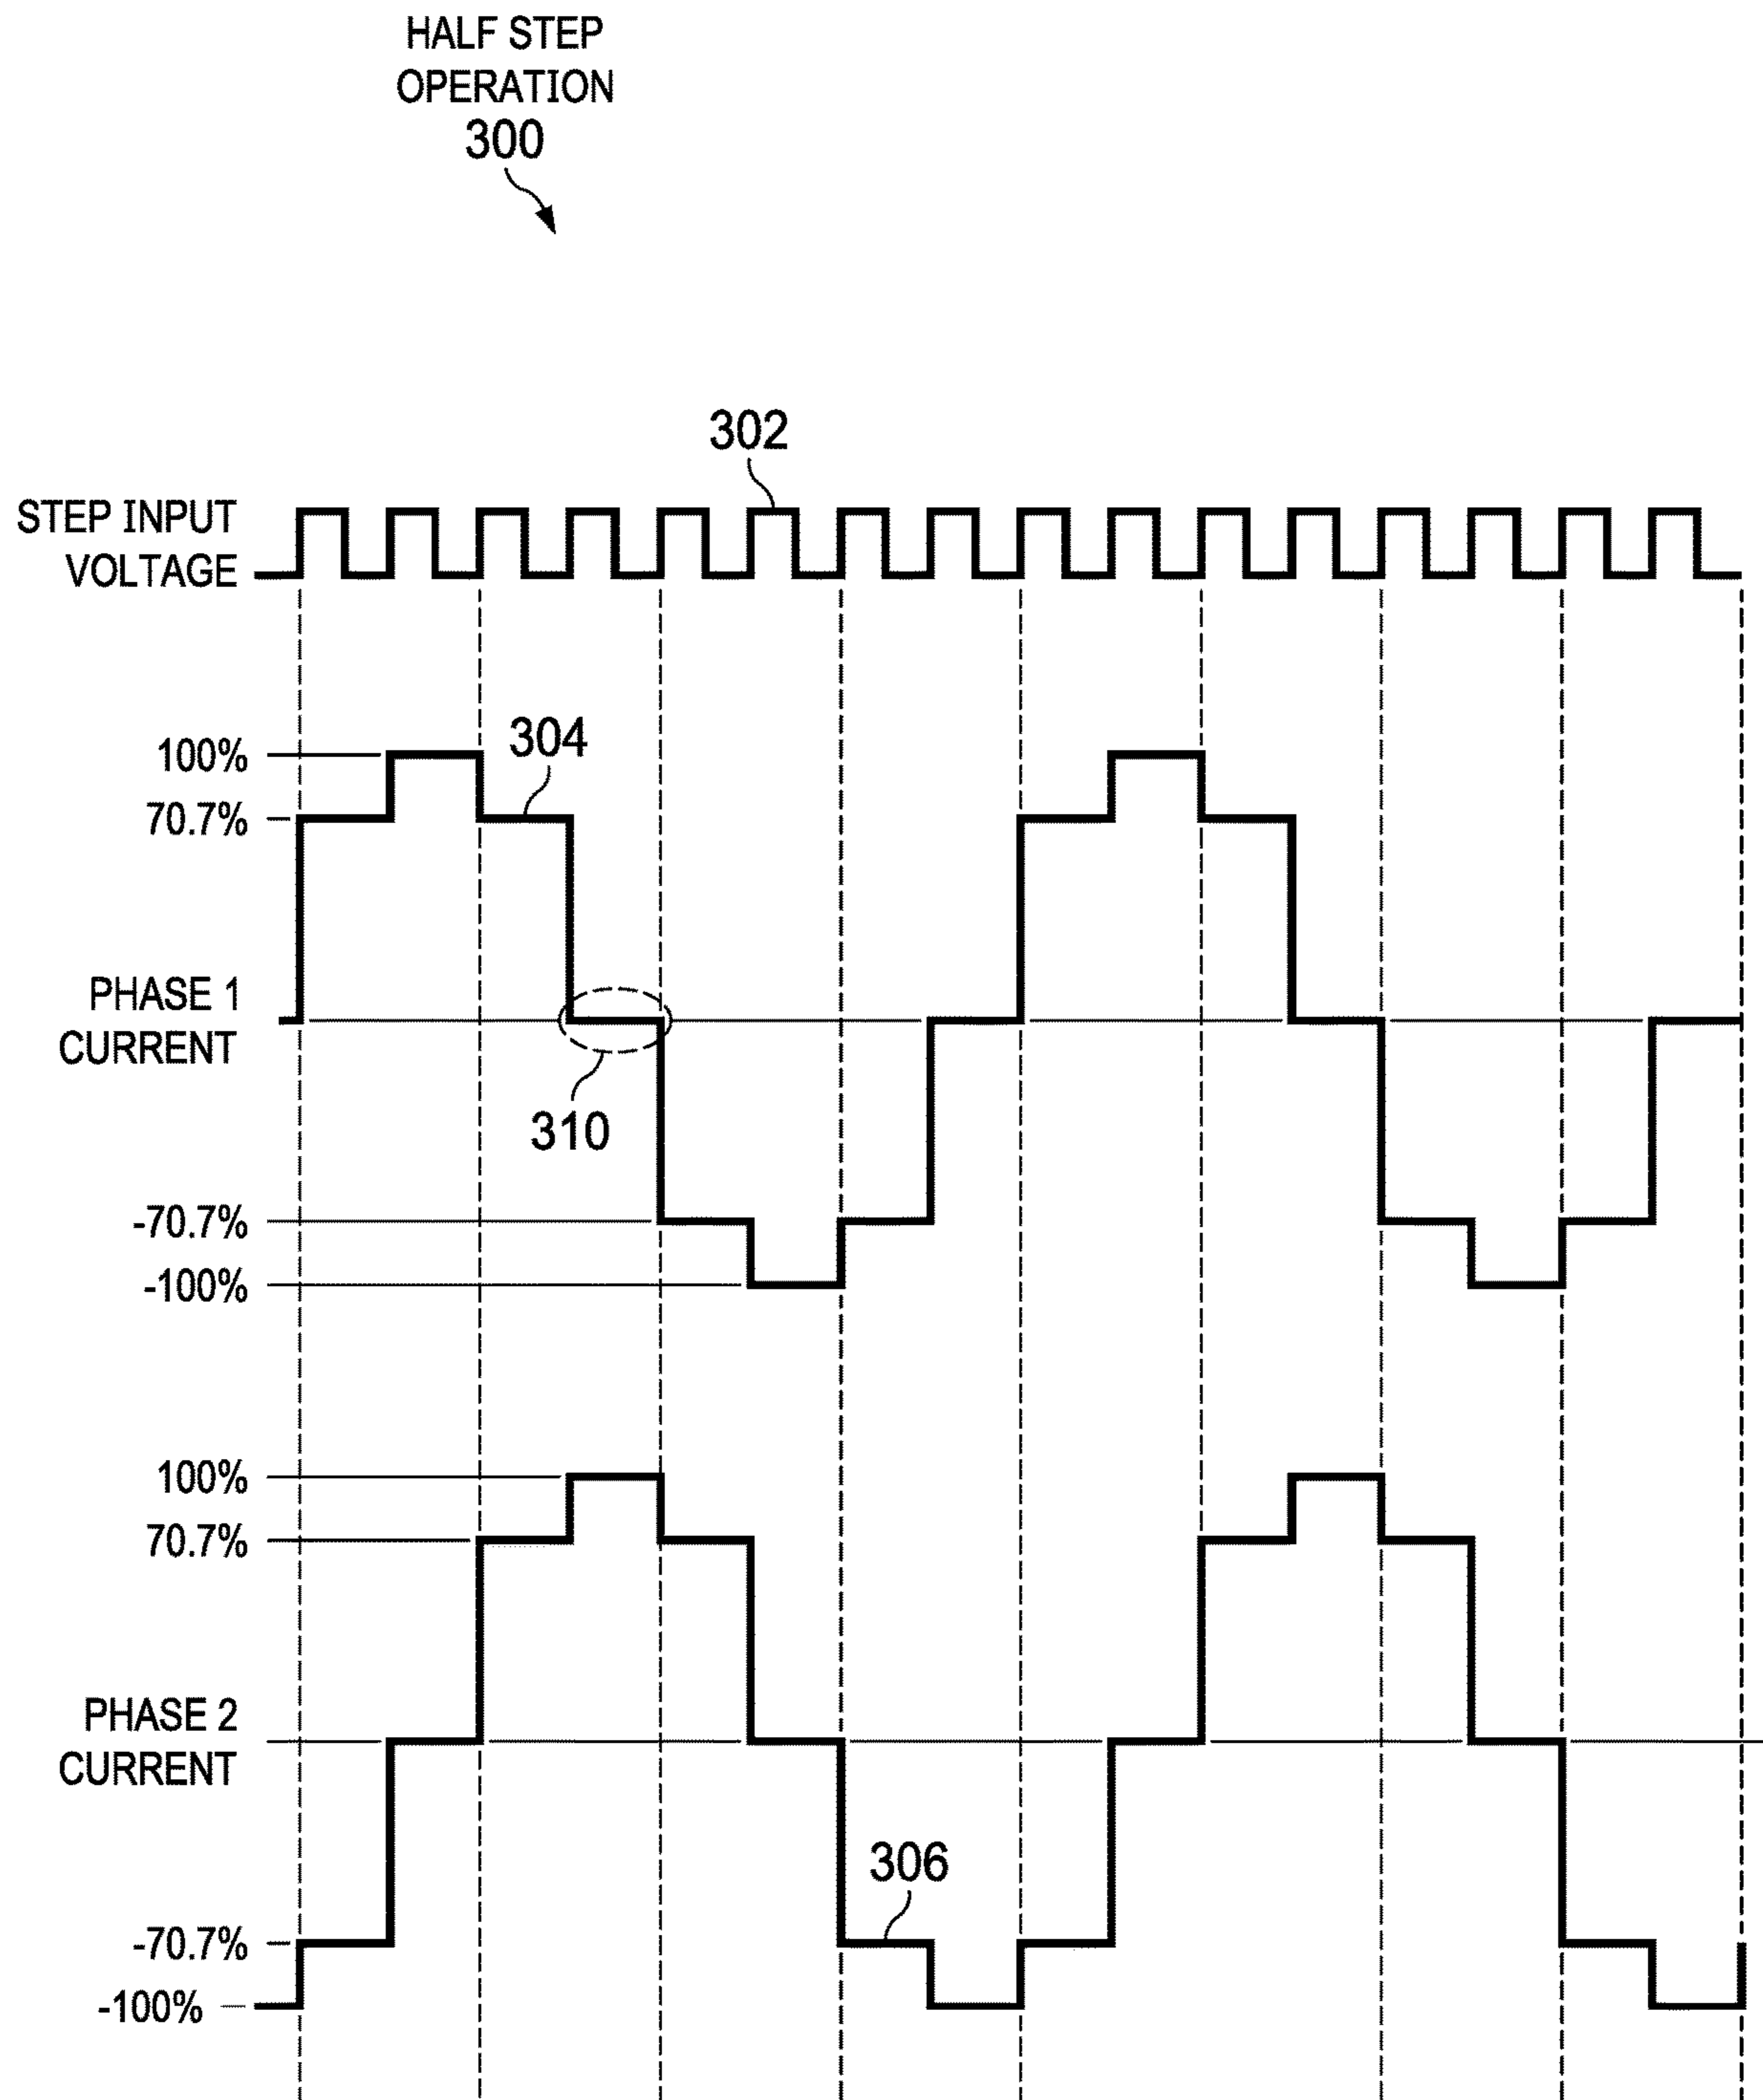 HALF STEP
OPERATION
300
302
STEP INPUT
VOLTAGE
100%
304
70.7%
PHASE 1
CURRENT
310
-70.7%
-100%
100%
70.7%
PHASE 2
CURRENT
306
-70.7%
-100%